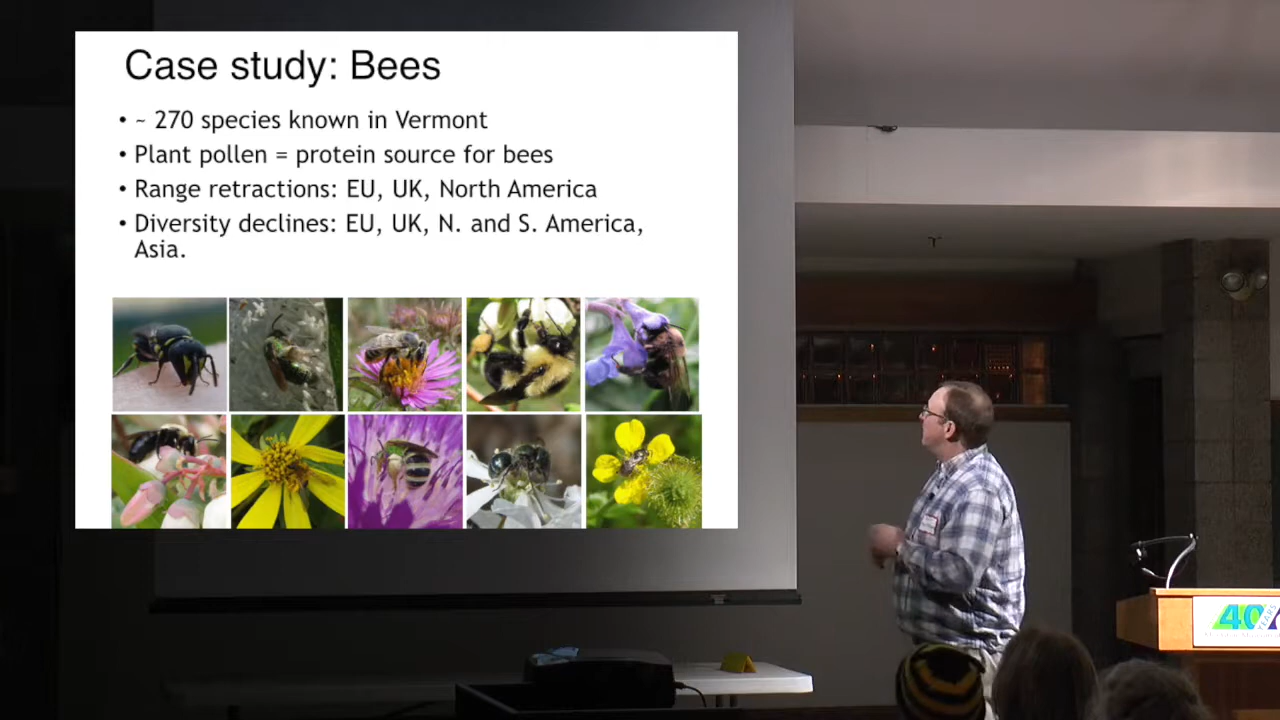 Case study: Bees
• ~ 270 species known in Vermont
• Plant pollen = protein source for bees
• Range retractions: EU, UK, North America
• Diversity declines: EU, UK, N. and S. America,
Asia.
40
YEARS